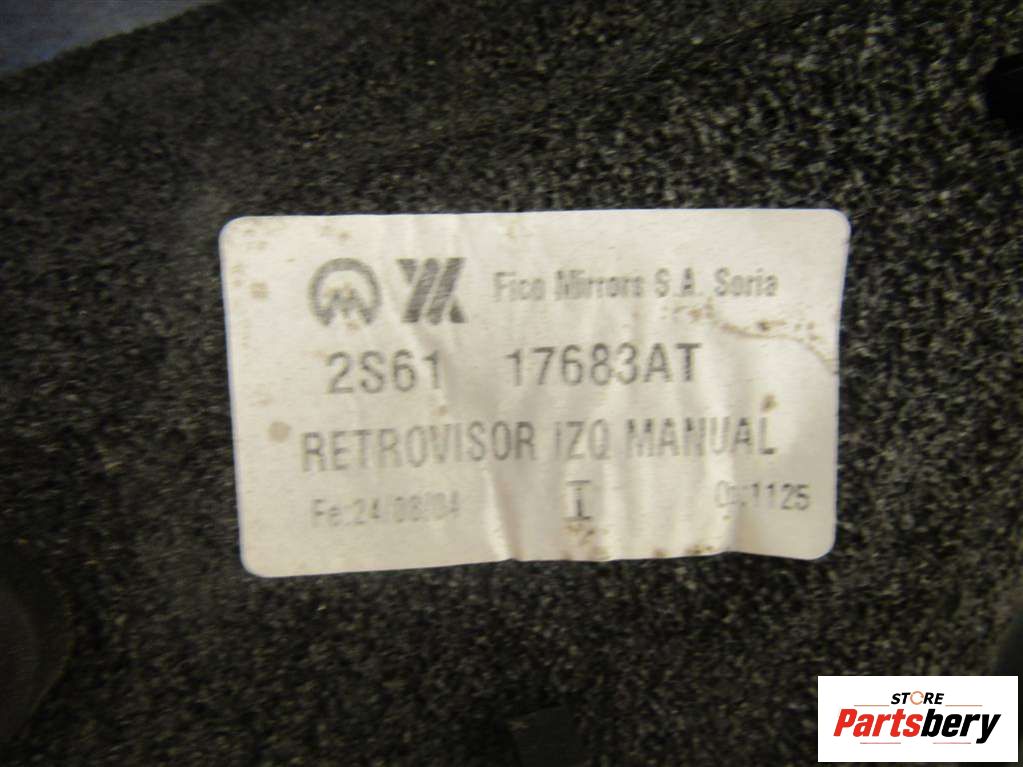 Fico Mirrors S.A. Soria
2S61 17683AT
RETROVISOR IZQ MANUAL
Fe:24/08/04 I Op:1125
STORE
Partsbery